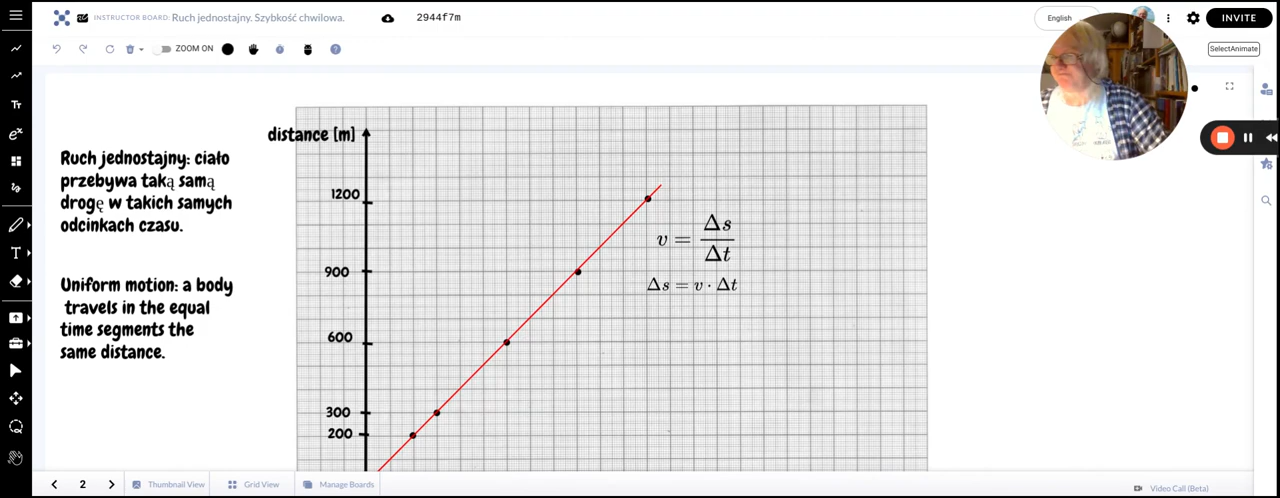 INSTRUCTOR BOARD: Ruch jednostajny. Szybkość chwilowa.
2944f7m
English
INVITE
ZOOM ON
SelectAnimate
distance [m]
Ruch jednostajny: ciało
przebywa taką samą
drogę w takich samych
odcinkach czasu.
Uniform motion: a body
travels in the equal
time segments the
same distance.
1200
900
600
300
200
v = Δs/Δt
Δs = v · Δt
2
Thumbnail View
Grid View
Manage Boards
Video Call (Beta)